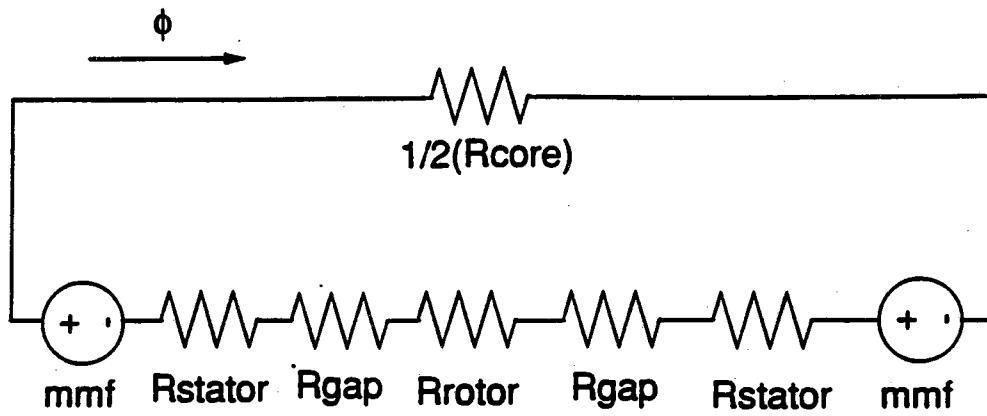 ϕ
1/2(Rcore)
+ - + -
mmf Rstator Rgap Rrotor Rgap Rstator mmf